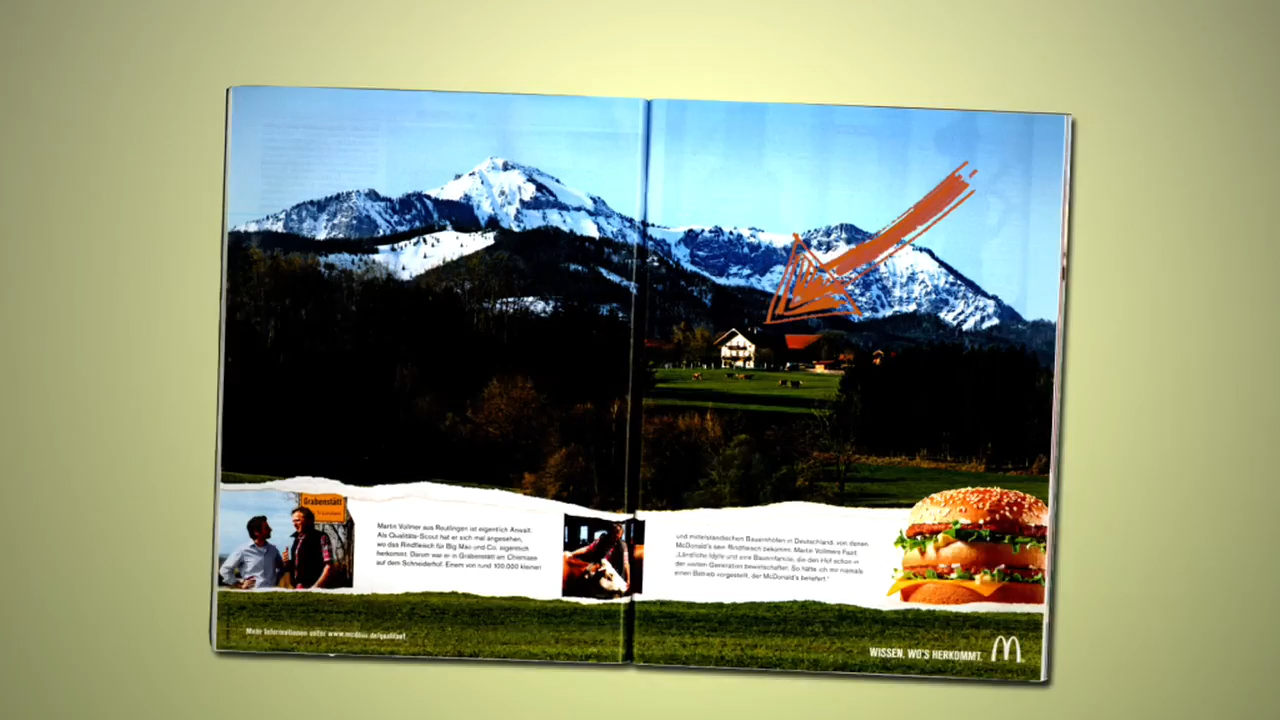 Grabenstätt
Martin Vollmer aus Reutlingen ist eigentlich Anwalt.
Als Qualitäts-Scout hat er sich mal angesehen,
wo das Rindfleisch für Big Mac und Co. eigentlich
herkommt. Darum war er in Grabenstätt am Chiemsee
auf dem Schneiderhof. Einem von rund 100.000 kleinen
und mittelständischen Bauernhöfen in Deutschland, von denen
McDonald's sein Rindfleisch bekommt. Martin Vollmers Fazit:
„Ländliche Idylle und eine Bauernfamilie, die den Hof schon in
der vierten Generation bewirtschaftet. So hätte ich mir niemals
einen Betrieb vorgestellt, der McDonald's beliefert."
Mehr Informationen unter www.mcdonalds.de/qualitaet
WISSEN, WO'S HERKOMMT.